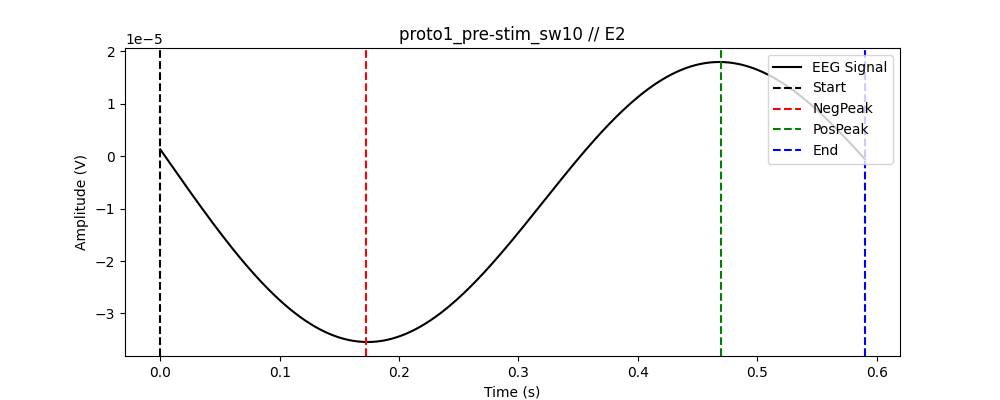 proto1_pre-stim_sw10 // E2
1e−5
2
1
0
−1
−2
−3
Amplitude (V)
EEG Signal
Start
NegPeak
PosPeak
End
0.0 0.1 0.2 0.3 0.4 0.5 0.6
Time (s)